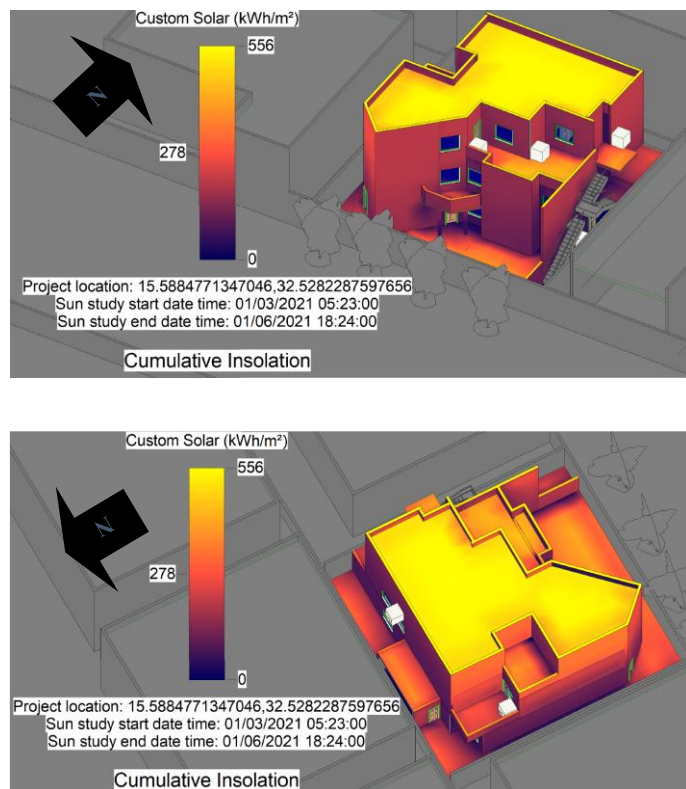 Custom Solar (kWh/m²)
556
N
278
0
Project location: 15.5884771347046,32.5282287597656
Sun study start date time: 01/03/2021 05:23:00
Sun study end date time: 01/06/2021 18:24:00
Cumulative Insolation
Custom Solar (kWh/m²)
556
N
278
0
Project location: 15.5884771347046,32.5282287597656
Sun study start date time: 01/03/2021 05:23:00
Sun study end date time: 01/06/2021 18:24:00
Cumulative Insolation